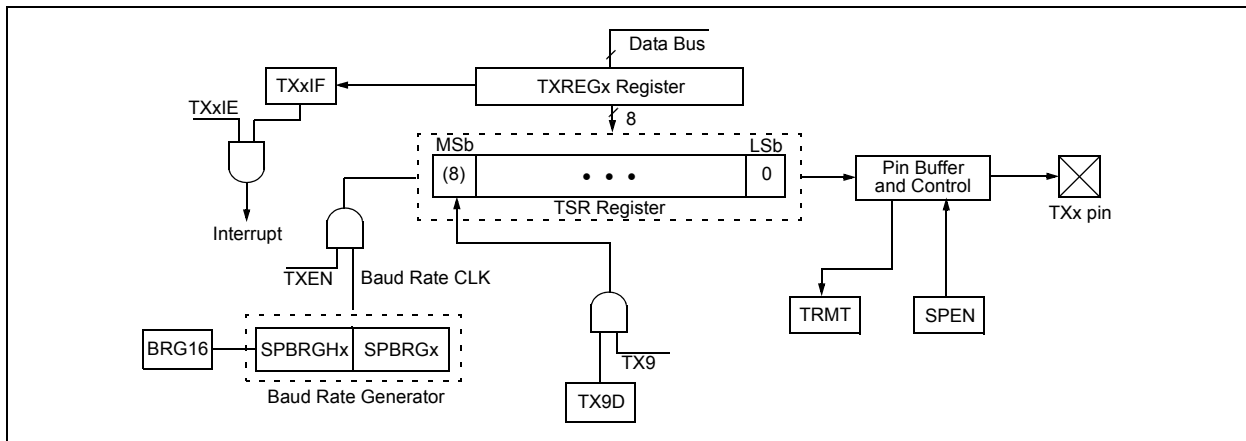 Data Bus
TXxIF
TXREGx Register
TXxIE
8
MSb
LSb
(8)
• • •
0
TSR Register
Pin Buffer
and Control
TXx pin
Interrupt
TXEN
Baud Rate CLK
TRMT
SPEN
BRG16
SPBRGHx
SPBRGx
TX9
Baud Rate Generator
TX9D